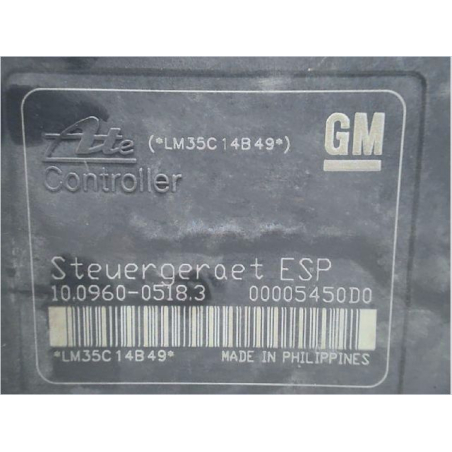 Ate (*LM35C14B49*) GM
Controller
Steuergeraet ESP
10.0960-0518.3 00005450D0
*LM35C14B49* MADE IN PHILIPPINES